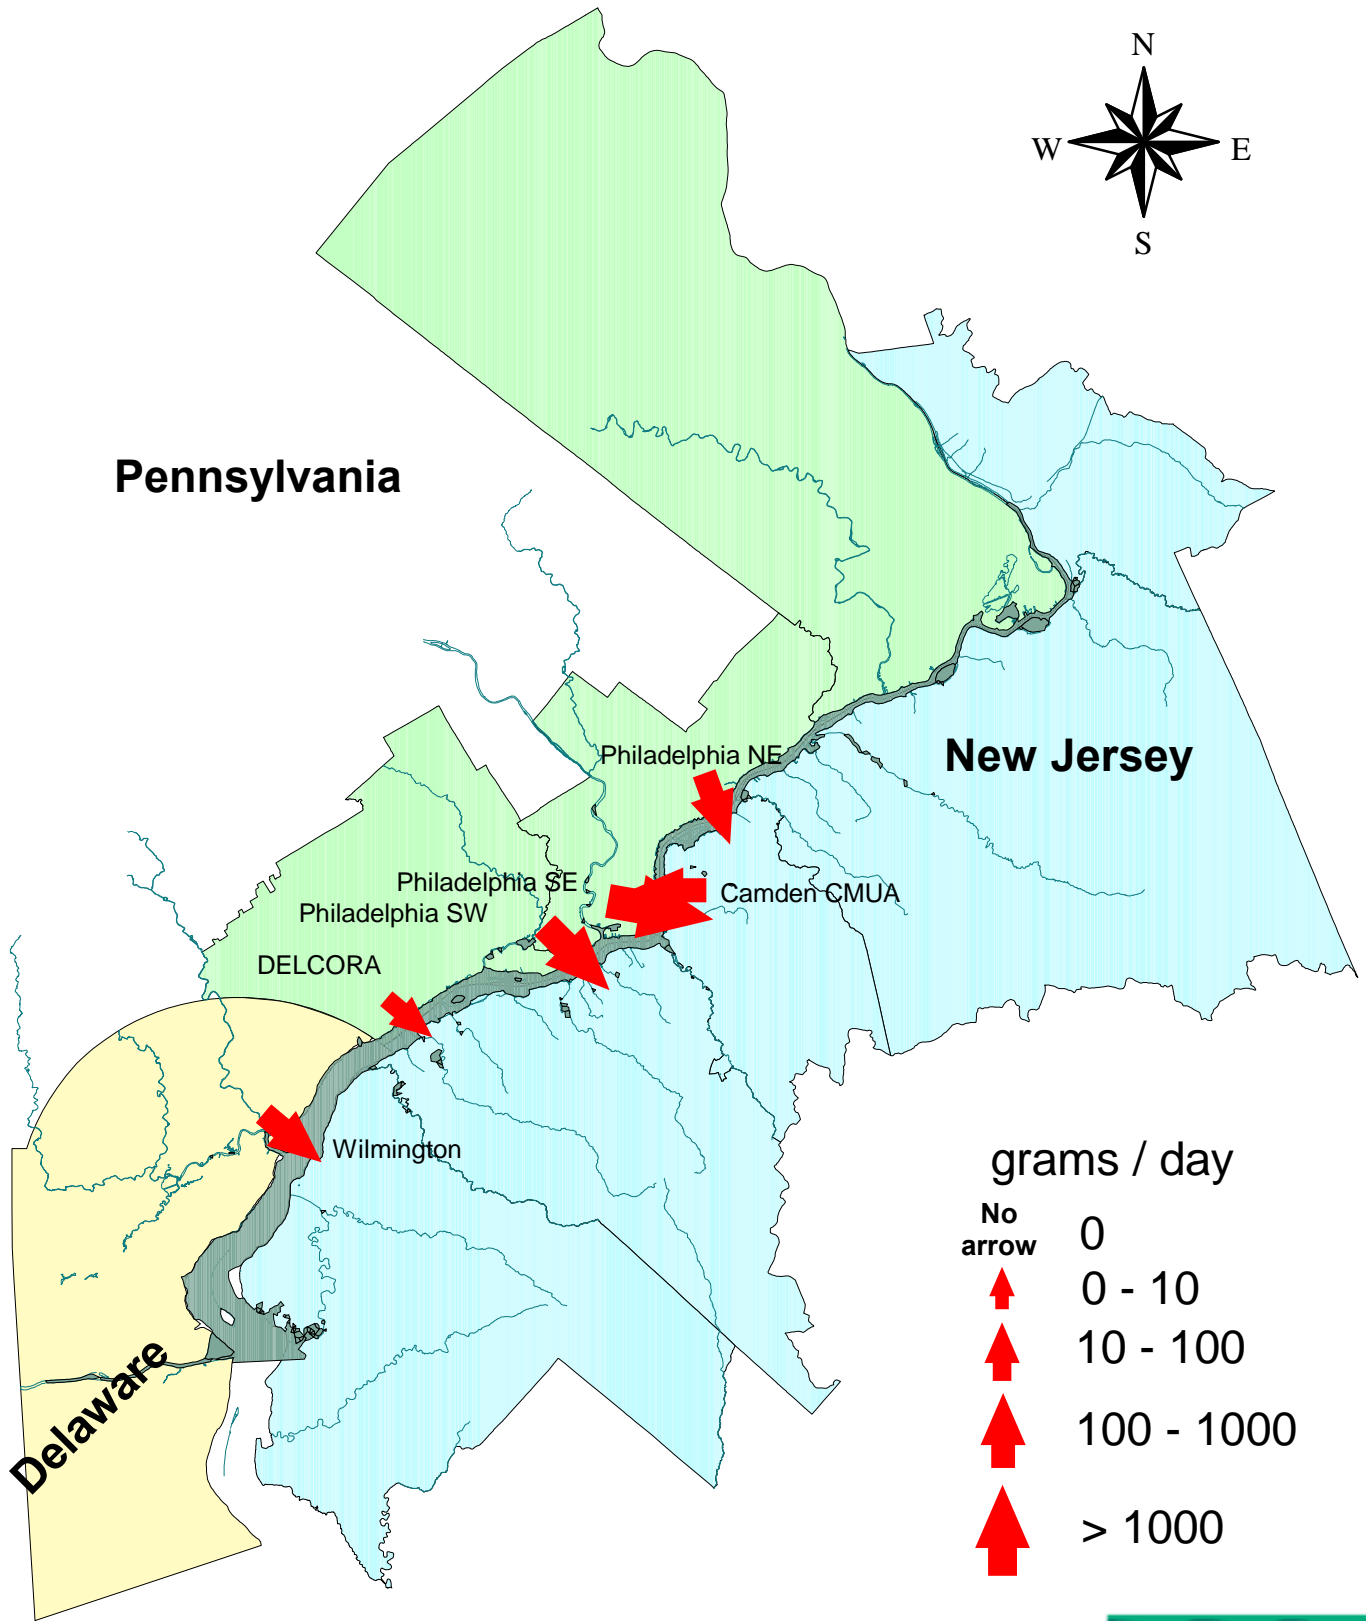 N
W
E
S
Pennsylvania
New Jersey
Philadelphia NE
Philadelphia SE
Camden CMUA
Philadelphia SW
DELCORA
Wilmington
Delaware
grams / day
No
arrow
0
0 - 10
10 - 100
100 - 1000
> 1000